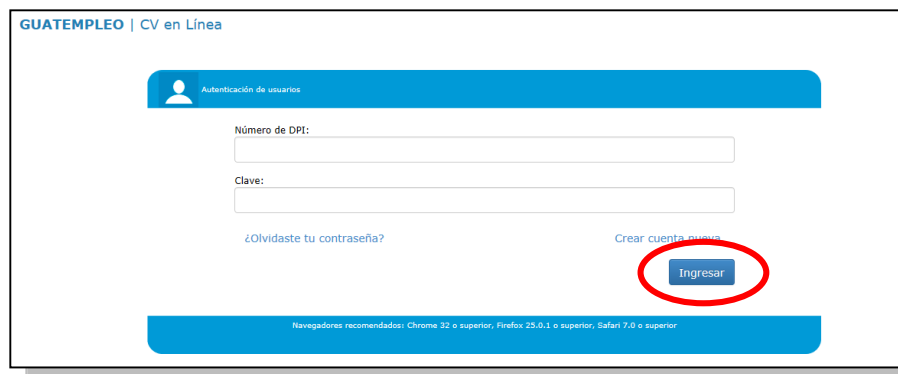 GUATEMPLEO | CV en Línea
Autenticación de usuarios
Número de DPI:
Clave:
¿Olvidaste tu contraseña? Crear cuenta nueva
Ingresar
Navegadores recomendados: Chrome 32 o superior, Firefox 25.0.1 o superior, Safari 7.0 o superior